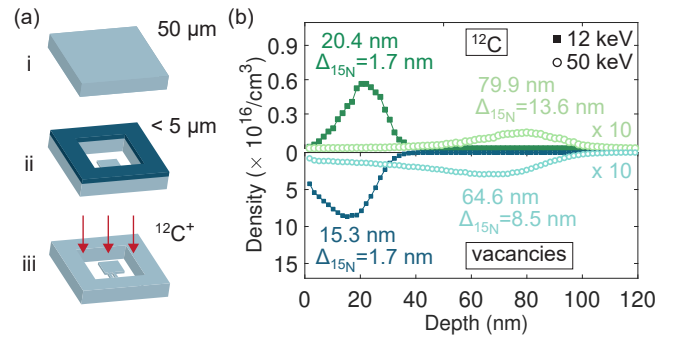 (a)
50 μm
i
< 5 μm
ii
¹²C⁺
iii
(b)
Density (× 10¹⁶/cm³)
0.9
0.6
0.3
0
5
10
15
20.4 nm
Δ₁₅N=1.7 nm
¹²C
12 keV
50 keV
79.9 nm
Δ₁₅N=13.6 nm
x 10
x 10
64.6 nm
Δ₁₅N=8.5 nm
15.3 nm
Δ₁₅N=1.7 nm
vacancies
0 20 40 60 80 100 120
Depth (nm)